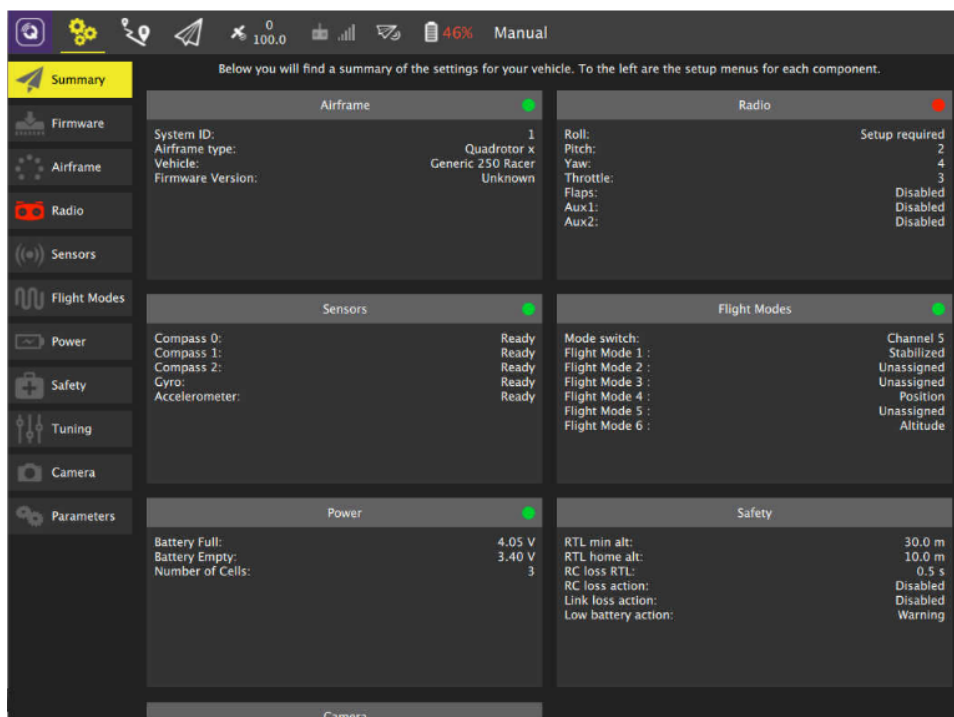 0
100.0
46%
Manual
Below you will find a summary of the settings for your vehicle. To the left are the setup menus for each component.
Summary
Firmware
Airframe
Radio
Sensors
Flight Modes
Power
Safety
Tuning
Camera
Parameters
Airframe
System ID: 1
Airframe type: Quadrotor x
Vehicle: Generic 250 Racer
Firmware Version: Unknown
Radio
Roll: Setup required
Pitch: 2
Yaw: 4
Throttle: 3
Flaps: Disabled
Aux1: Disabled
Aux2: Disabled
Sensors
Compass 0: Ready
Compass 1: Ready
Compass 2: Ready
Gyro: Ready
Accelerometer: Ready
Flight Modes
Mode switch: Channel 5
Flight Mode 1 : Stabilized
Flight Mode 2 : Unassigned
Flight Mode 3 : Unassigned
Flight Mode 4 : Position
Flight Mode 5 : Unassigned
Flight Mode 6 : Altitude
Power
Battery Full: 4.05 V
Battery Empty: 3.40 V
Number of Cells: 3
Safety
RTL min alt: 30.0 m
RTL home alt: 10.0 m
RC loss RTL: 0.5 s
RC loss action: Disabled
Link loss action: Disabled
Low battery action: Warning
Camera